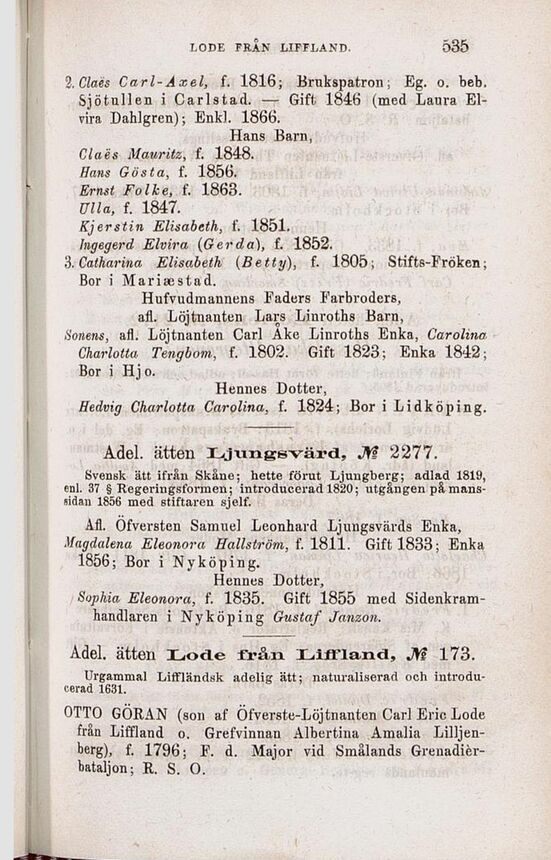 LODE FRÅN LIFFLAND. 535
2. Claës Carl-Axel, f. 1816; Brukspatron; Eg. o. beb.
Sjötullen i Carlstad. — Gift 1846 (med Laura El-
vira Dahlgren); Enkl. 1866.
Hans Barn,
Claës Mauritz, f. 1848.
Hans Gösta, f. 1856.
Ernst Folke, f. 1863.
Ulla, f. 1847.
Kjerstin Elisabeth, f. 1851.
Ingegerd Elvira (Gerda), f. 1852.
3. Catharina Elisabeth (Betty), f. 1805; Stifts-Fröken;
Bor i Mariæstad.
Hufvudmannens Faders Farbroders,
afl. Löjtnanten Lars Linroths Barn,
Sonens, afl. Löjtnanten Carl Åke Linroths Enka, Carolina
Charlotta Tengbom, f. 1802. Gift 1823; Enka 1842;
Bor i Hjo.
Hennes Dotter,
Hedvig Charlotta Carolina, f. 1824; Bor i Lidköping.
Adel. ätten Ljungsvärd, № 2277.
Svensk ätt ifrån Skåne; hette förut Ljungberg; adlad 1819,
enl. 37 § Regeringsformen; introducerad 1820; utgången på mans-
sidan 1856 med stiftaren sjelf.
Afl. Öfversten Samuel Leonhard Ljungsvärds Enka,
Magdalena Eleonora Hallström, f. 1811. Gift 1833; Enka
1856; Bor i Nyköping.
Hennes Dotter,
Sophia Eleonora, f. 1835. Gift 1855 med Sidenkram-
handlaren i Nyköping Gustaf Janzon.
Adel. ätten Lode från Liffland, № 173.
Urgammal Liffländsk adelig ätt; naturaliserad och introdu-
cerad 1631.
OTTO GÖRAN (son af Öfverste-Löjtnanten Carl Eric Lode
från Liffland o. Grefvinnan Albertina Amalia Lilljen-
berg), f. 1796; F. d. Major vid Smålands Grenadièr-
bataljon; R. S. O.